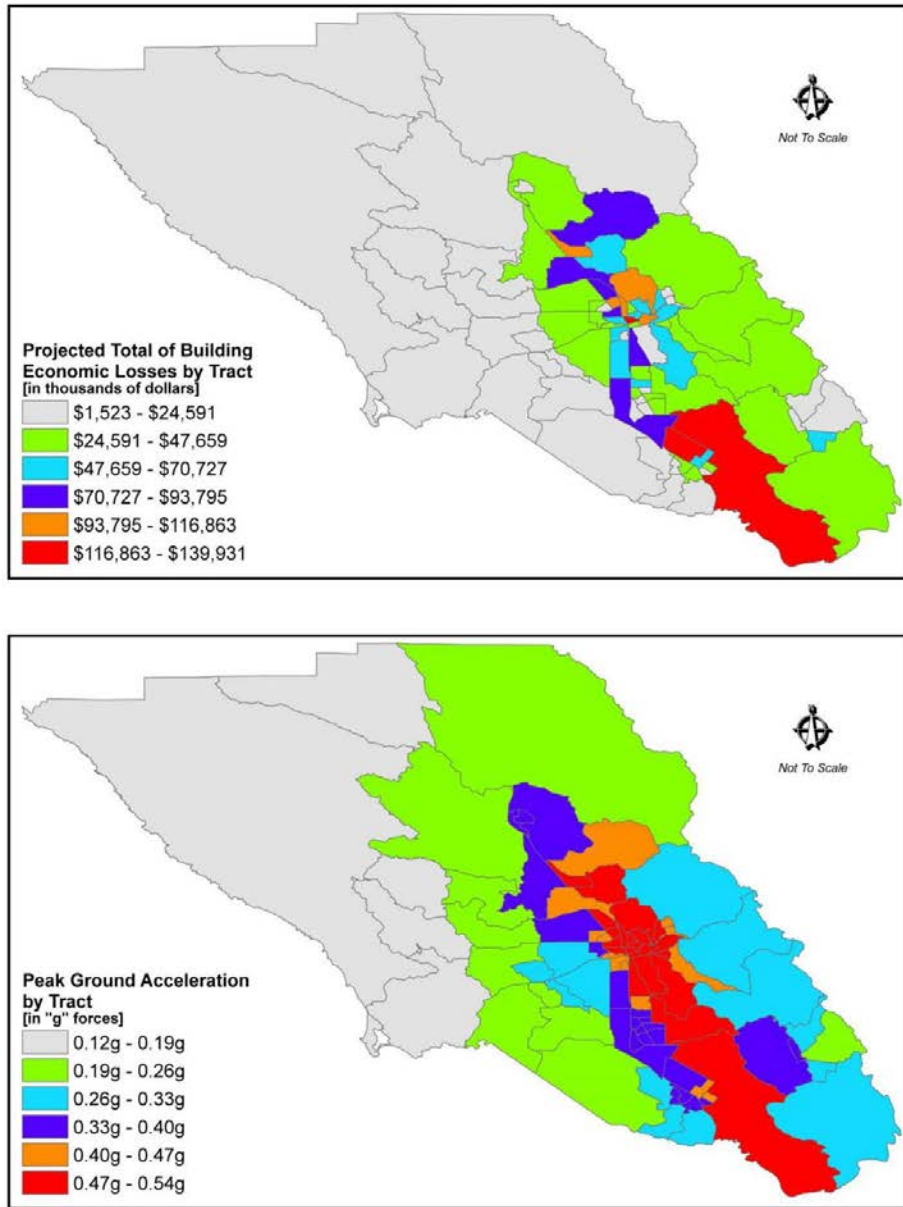 Not To Scale
Projected Total of Building
Economic Losses by Tract
[in thousands of dollars]
$1,523 - $24,591
$24,591 - $47,659
$47,659 - $70,727
$70,727 - $93,795
$93,795 - $116,863
$116,863 - $139,931
Not To Scale
Peak Ground Acceleration
by Tract
[in "g" forces]
0.12g - 0.19g
0.19g - 0.26g
0.26g - 0.33g
0.33g - 0.40g
0.40g - 0.47g
0.47g - 0.54g